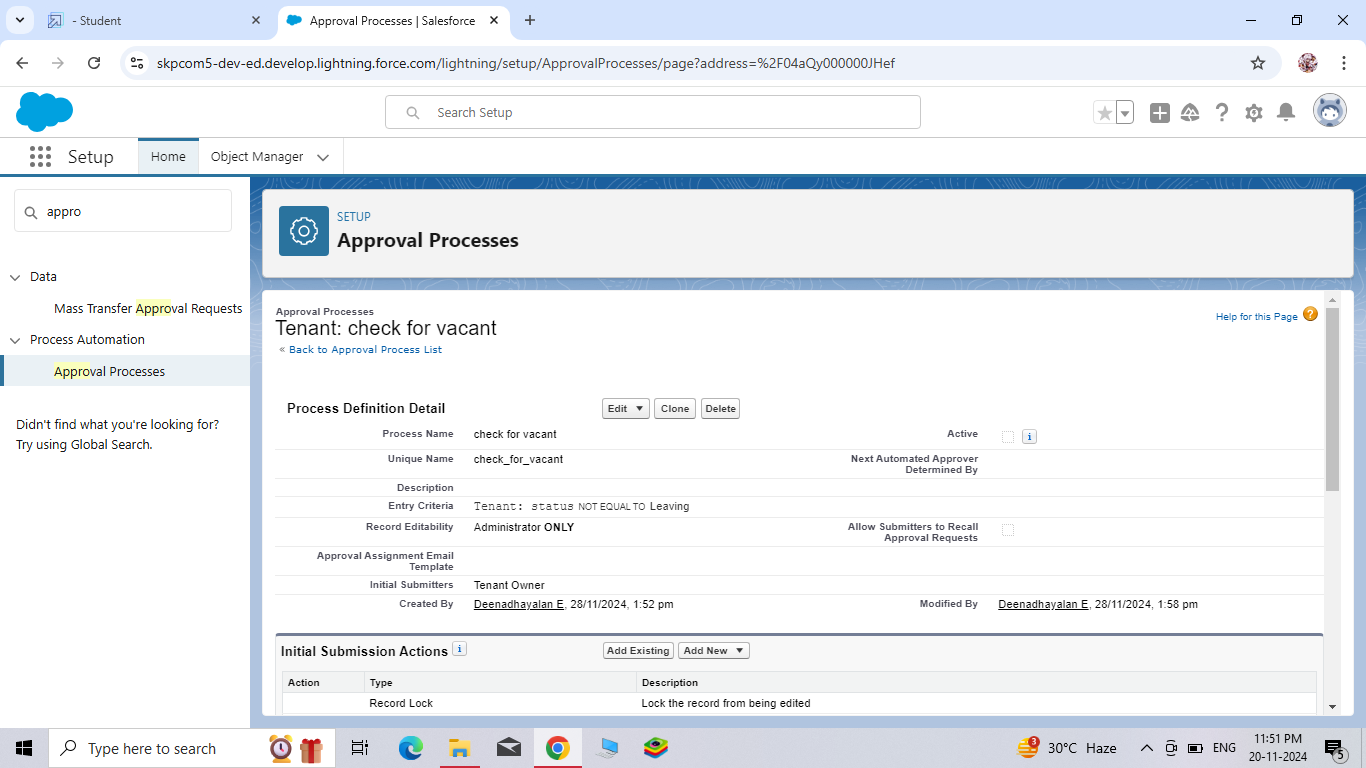 - Student
Approval Processes | Salesforce
skpcom5-dev-ed.develop.lightning.force.com/lightning/setup/ApprovalProcesses/page?address=%2F04aQy000000JHef
Search Setup
Setup
Home
Object Manager
appro
Data
Mass Transfer Approval Requests
Process Automation
Approval Processes
Didn't find what you're looking for?
Try using Global Search.
SETUP
Approval Processes
Approval Processes
Tenant: check for vacant
« Back to Approval Process List
Help for this Page ?
Process Definition Detail
Edit ▼ Clone Delete
Process Name check for vacant Active i
Unique Name check_for_vacant Next Automated Approver
Determined By
Description
Entry Criteria Tenant: status NOT EQUAL TO Leaving
Record Editability Administrator ONLY Allow Submitters to Recall
Approval Requests
Approval Assignment Email
Template
Initial Submitters Tenant Owner
Created By Deenadhayalan E, 28/11/2024, 1:52 pm Modified By Deenadhayalan E, 28/11/2024, 1:58 pm
Initial Submission Actions i Add Existing Add New ▼
Action Type Description
Record Lock Lock the record from being edited
Type here to search
3
30°C Haze
ENG
11:51 PM
20-11-2024
5